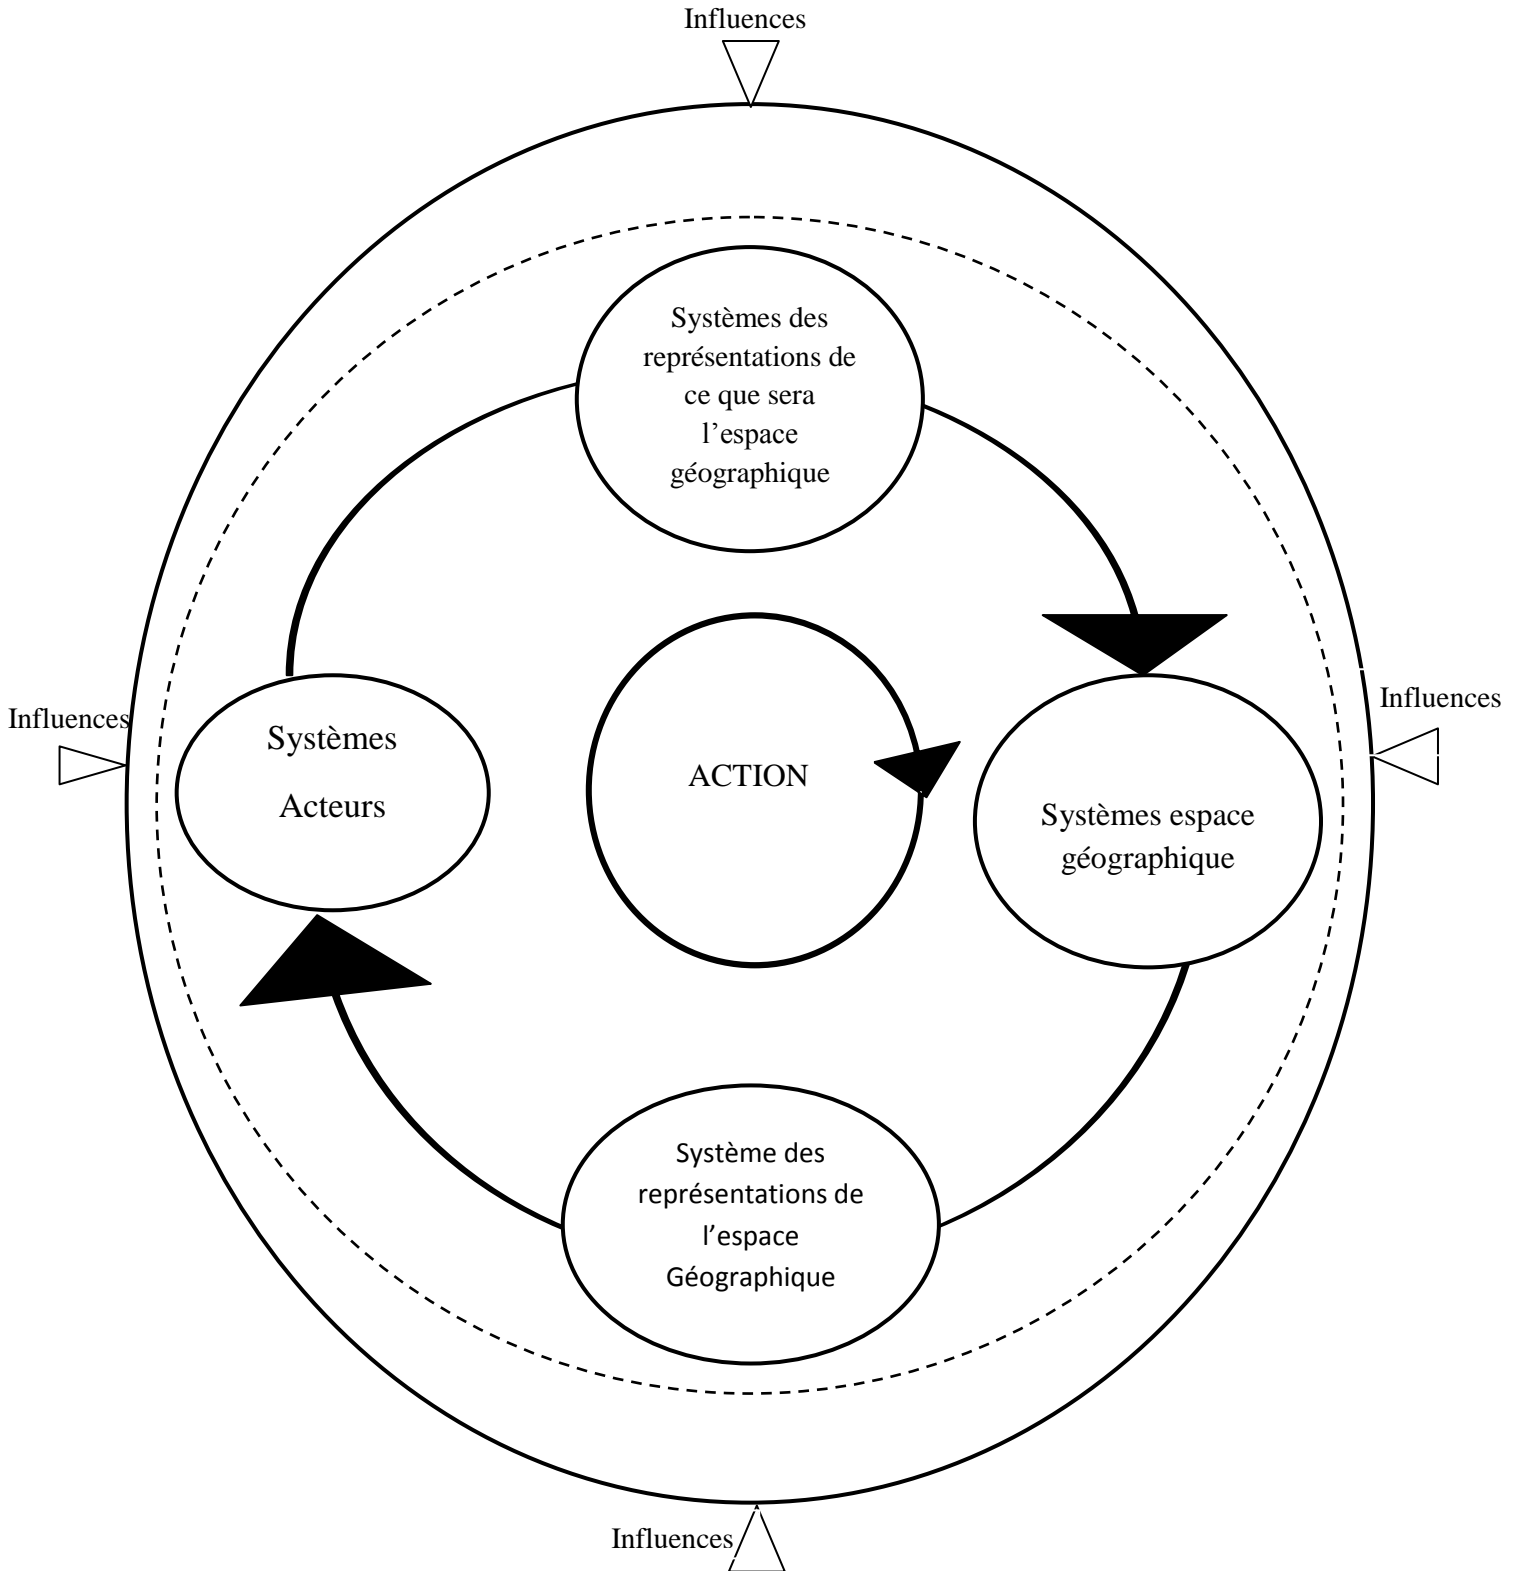 Influences
Systèmes des
représentations de
ce que sera
l’espace
géographique
Influences
Influences
Systèmes
Acteurs
ACTION
Systèmes espace
géographique
Système des
représentations de
l’espace
Géographique
Influences